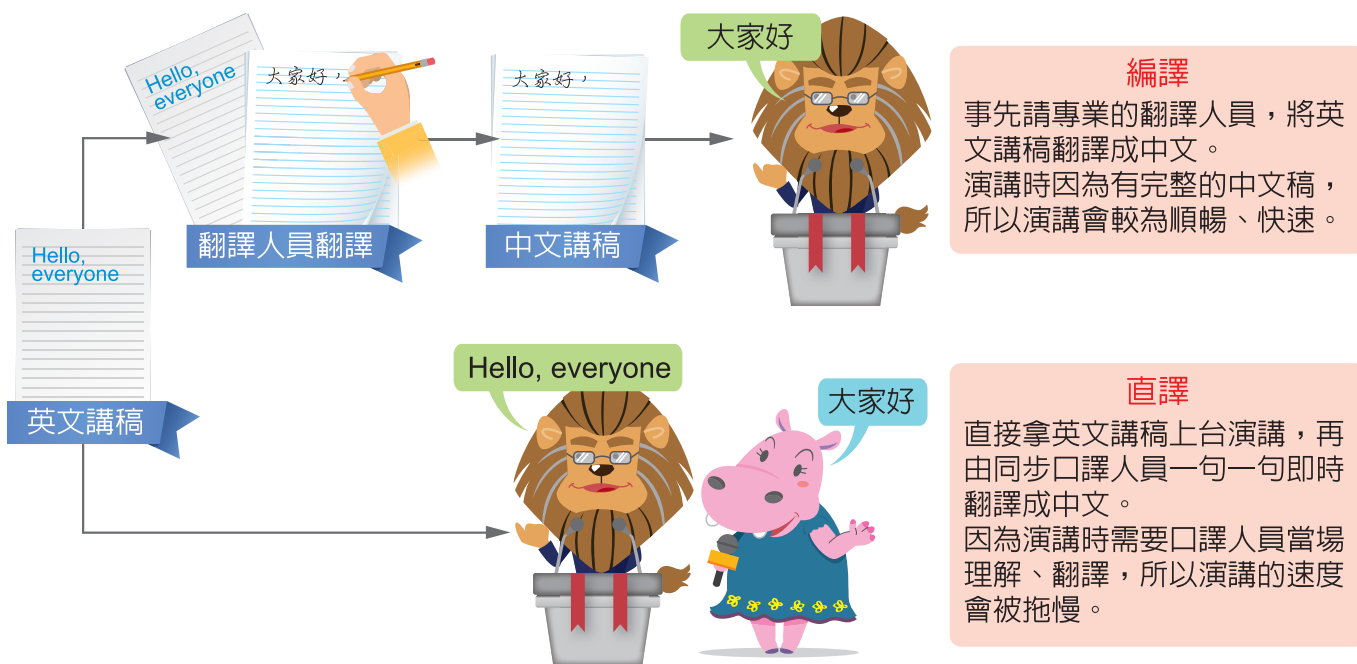 Hello,
everyone
大家好，
翻譯人員翻譯
大家好，
中文講稿
大家好
編譯
事先請專業的翻譯人員，將英
文講稿翻譯成中文。
演講時因為有完整的中文稿，
所以演講會較為順暢、快速。
Hello,
everyone
英文講稿
Hello, everyone
大家好
直譯
直接拿英文講稿上台演講，再
由同步口譯人員一句一句即時
翻譯成中文。
因為演講時需要口譯人員當場
理解、翻譯，所以演講的速度
會被拖慢。